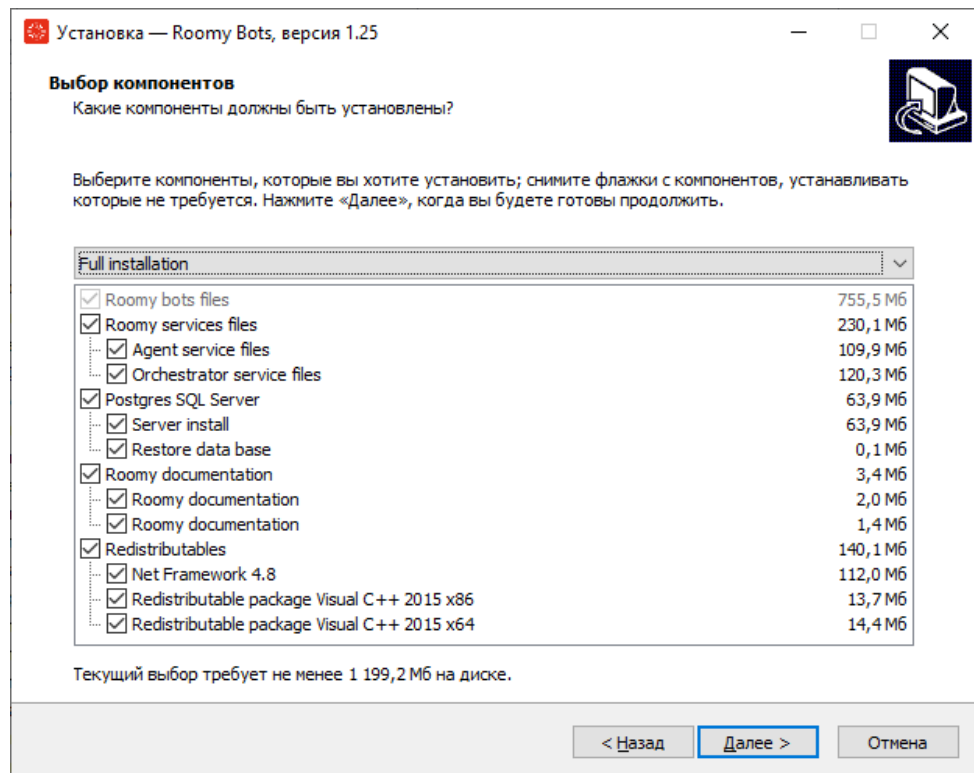 Установка — Roomy Bots, версия 1.25
Выбор компонентов
Какие компоненты должны быть установлены?
Выберите компоненты, которые вы хотите установить; снимите флажки с компонентов, устанавливать
которые не требуется. Нажмите «Далее», когда вы будете готовы продолжить.
Full installation
Roomy bots files 755,5 Мб
Roomy services files 230,1 Мб
Agent service files 109,9 Мб
Orchestrator service files 120,3 Мб
Postgres SQL Server 63,9 Мб
Server install 63,9 Мб
Restore data base 0,1 Мб
Roomy documentation 3,4 Мб
Roomy documentation 2,0 Мб
Roomy documentation 1,4 Мб
Redistributables 140,1 Мб
Net Framework 4.8 112,0 Мб
Redistributable package Visual C++ 2015 x86 13,7 Мб
Redistributable package Visual C++ 2015 x64 14,4 Мб
Текущий выбор требует не менее 1 199,2 Мб на диске.
< Назад Далее > Отмена